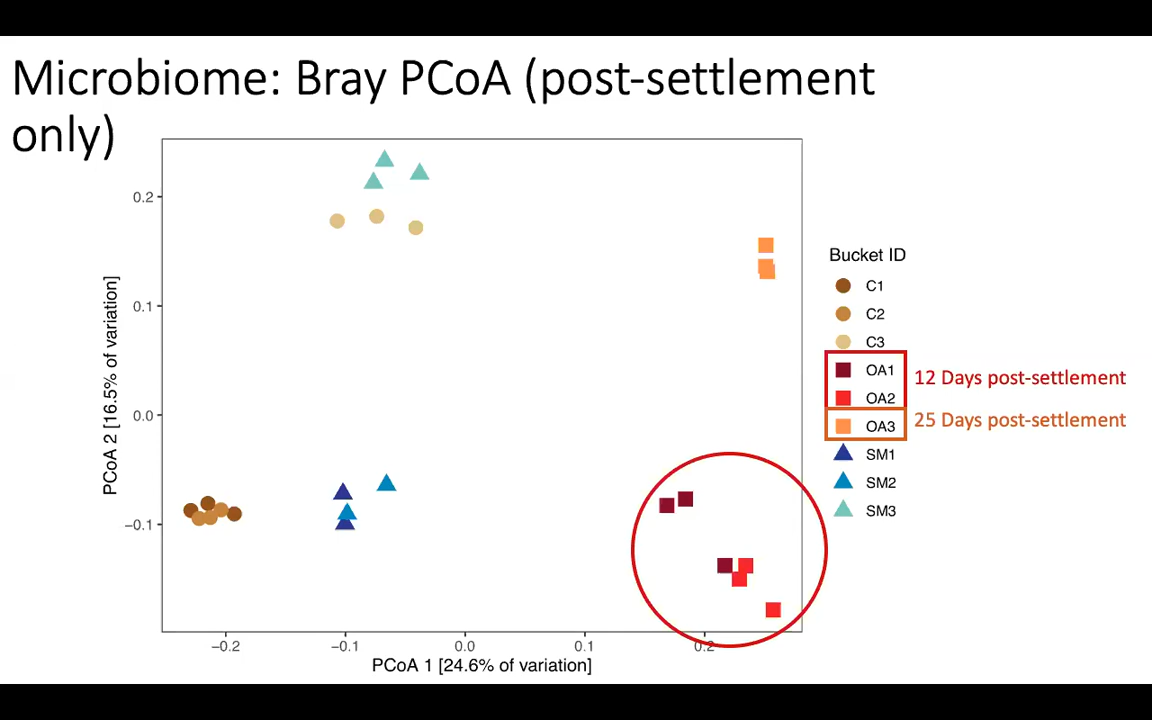 Microbiome: Bray PCoA (post-settlement
only)
0.2
0.1
0.0
−0.1
PCoA 2 [16.5% of variation]
−0.2
−0.1
0.0
0.1
0.2
PCoA 1 [24.6% of variation]
Bucket ID
C1
C2
C3
OA1
OA2
OA3
SM1
SM2
SM3
12 Days post-settlement
25 Days post-settlement